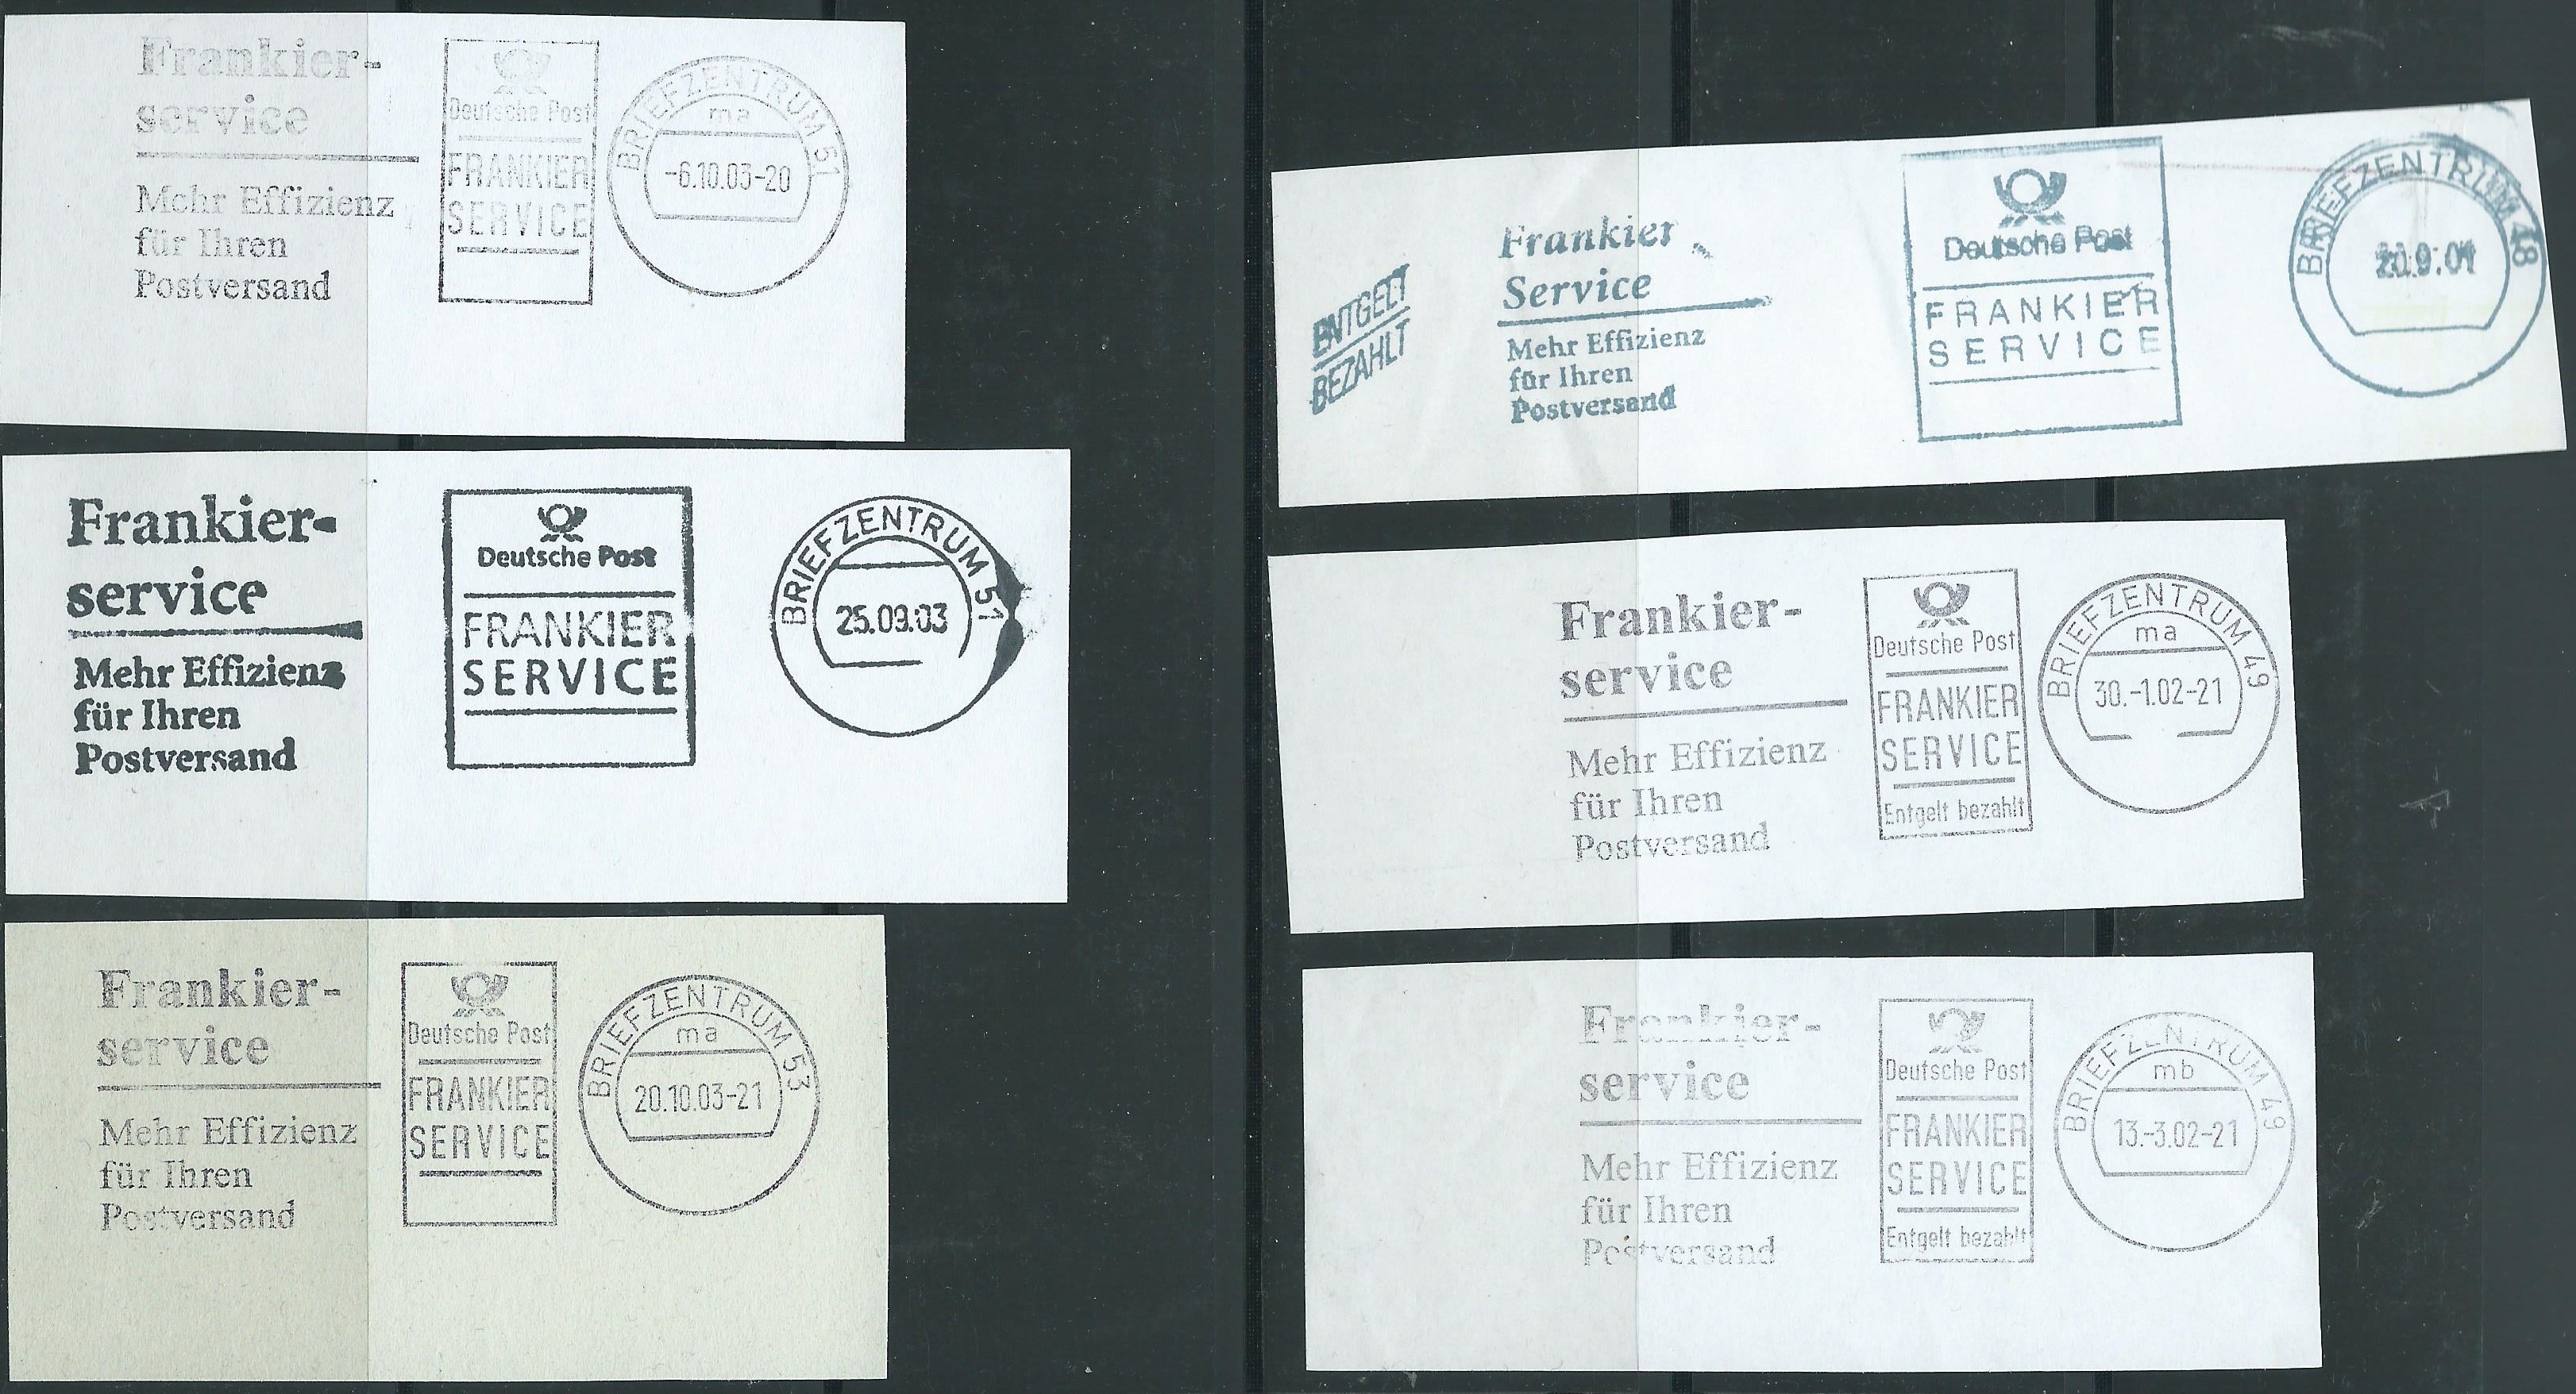 Frankier-
service
Mehr Effizienz
für Ihren
Postversand
Deutsche Post
FRANKIER
SERVICE
BRIEFZENTRUM 51
ma
-6.10.03-20
Frankier-
service
Mehr Effizienz
für Ihren
Postversand
Deutsche Post
FRANKIER
SERVICE
BRIEFZENTRUM 51
25.09.03
Frankier-
service
Mehr Effizienz
für Ihren
Postversand
Deutsche Post
FRANKIER
SERVICE
BRIEFZENTRUM 53
ma
20.10.03-21
ENTGELT
BEZAHLT
Frankier
Service
Mehr Effizienz
für Ihren
Postversand
Deutsche Post
FRANKIER
SERVICE
BRIEFZENTRUM 48
Frankier-
service
Mehr Effizienz
für Ihren
Postversand
Deutsche Post
FRANKIER
SERVICE
Entgelt bezahlt
BRIEFZENTRUM 49
ma
30.-1.02-21
Frankier-
service
Mehr Effizienz
für Ihren
Postversand
Deutsche Post
FRANKIER
SERVICE
Entgelt bezahlt
BRIEFZENTRUM 49
mb
13.-3.02-21